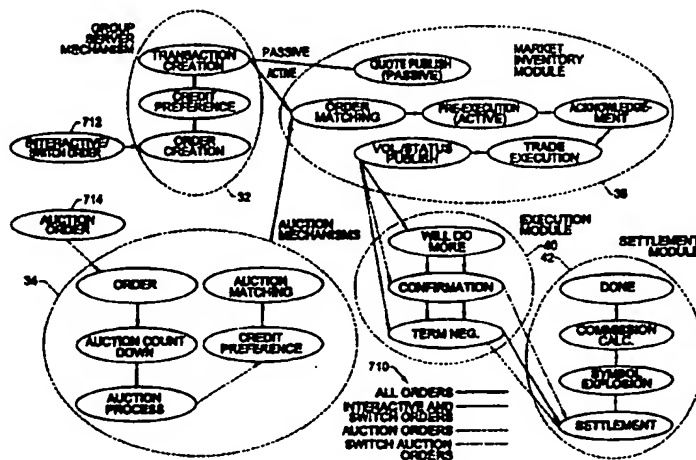 GROUP
SERVER
MECHANISM
TRANSACTION
CREATION
CREDIT
PREFERENCE
ORDER
CREATION
712
INTERACTIVE/
SWITCH ORDER
32
PASSIVE
ACTIVE
QUOTE PUBLISH
(PASSIVE)
MARKET
INVENTORY
MODULE
ORDER
MATCHING
PRE-EXECUTION
(ACTIVE)
ACKNOWLEDGE-
MENT
VOL/STATUS
PUBLISH
TRADE
EXECUTION
714
AUCTION
ORDER
34
AUCTION
MECHANISMS
ORDER
AUCTION
MATCHING
AUCTION COUNT
DOWN
CREDIT
PREFERENCE
AUCTION
PROCESS
EXECUTION
MODULE
40
WILL DO
MORE
CONFIRMATION
TERM NEG.
SETTLEMENT
MODULE
42
DONE
COMMISSION
CALC.
SYMBOL
EXPLOSION
SETTLEMENT
710
ALL ORDERS
INTERACTIVE AND
SWITCH ORDERS
AUCTION ORDERS
SWITCH AUCTION
ORDERS